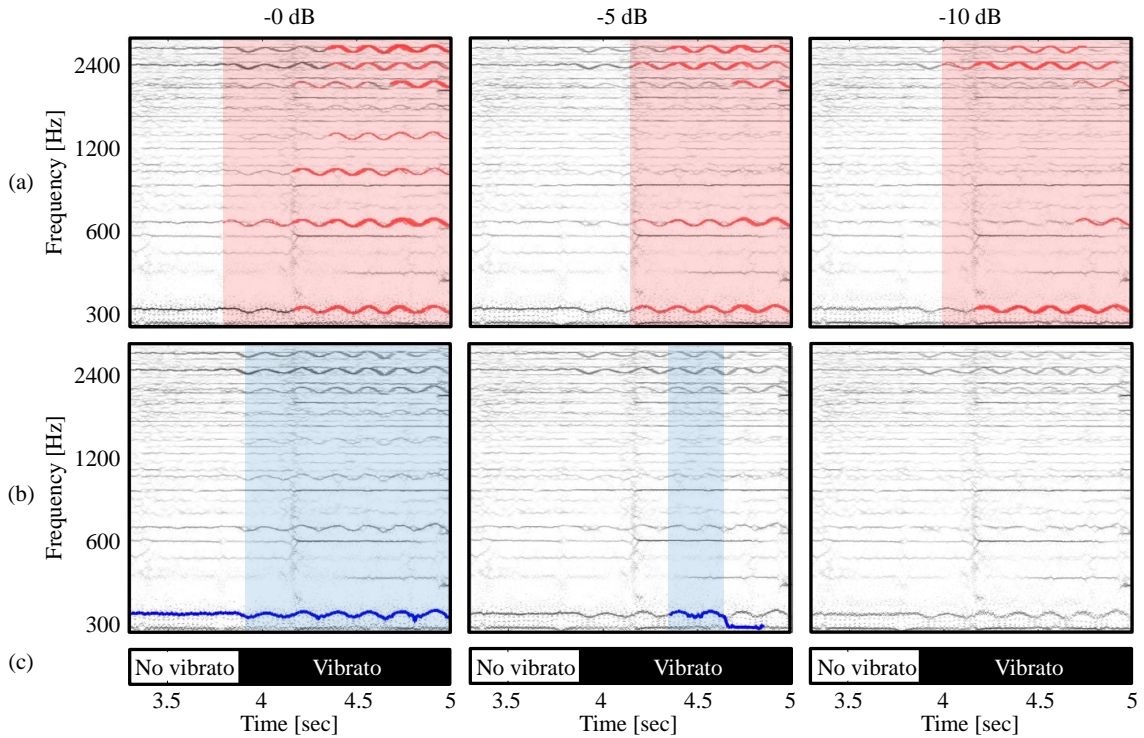 -0 dB
-5 dB
-10 dB
(a)
Frequency [Hz]
2400
1200
600
300
(b)
Frequency [Hz]
2400
1200
600
300
(c)
No vibrato
Vibrato
No vibrato
Vibrato
No vibrato
Vibrato
3.5
4
4.5
5
3.5
4
4.5
5
3.5
4
4.5
5
Time [sec]
Time [sec]
Time [sec]